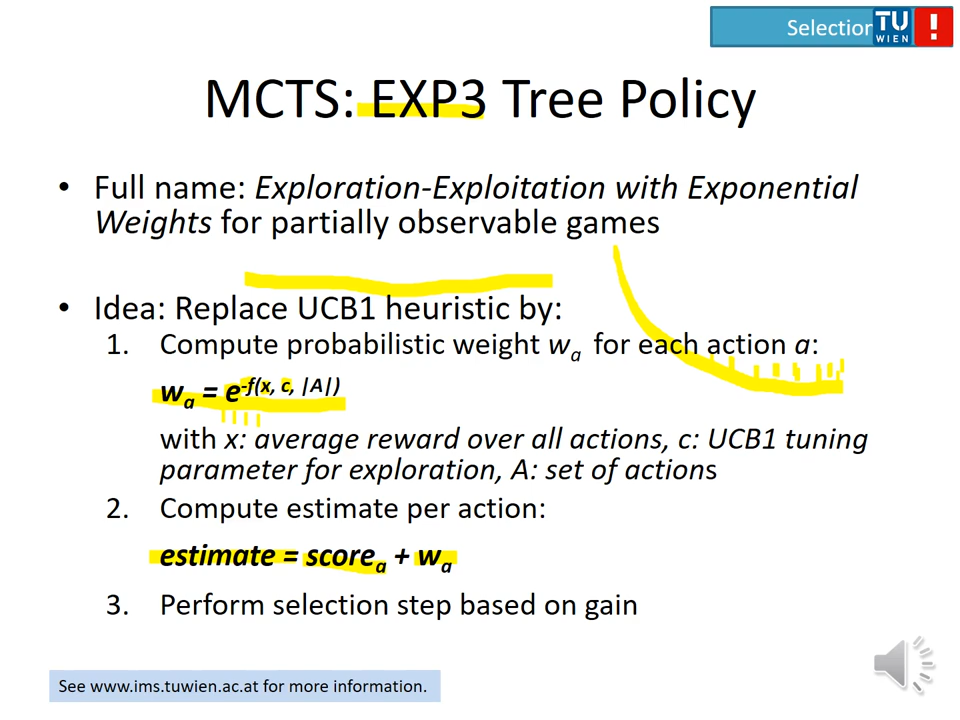 Selection
TU
WIEN
!
MCTS: EXP3 Tree Policy
• Full name: Exploration-Exploitation with Exponential
Weights for partially observable games
• Idea: Replace UCB1 heuristic by:
1. Compute probabilistic weight wₐ for each action a:
wₐ = e^-f(x, c, |A|)
with x: average reward over all actions, c: UCB1 tuning
parameter for exploration, A: set of actions
2. Compute estimate per action:
estimate = scoreₐ + wₐ
3. Perform selection step based on gain
See www.ims.tuwien.ac.at for more information.